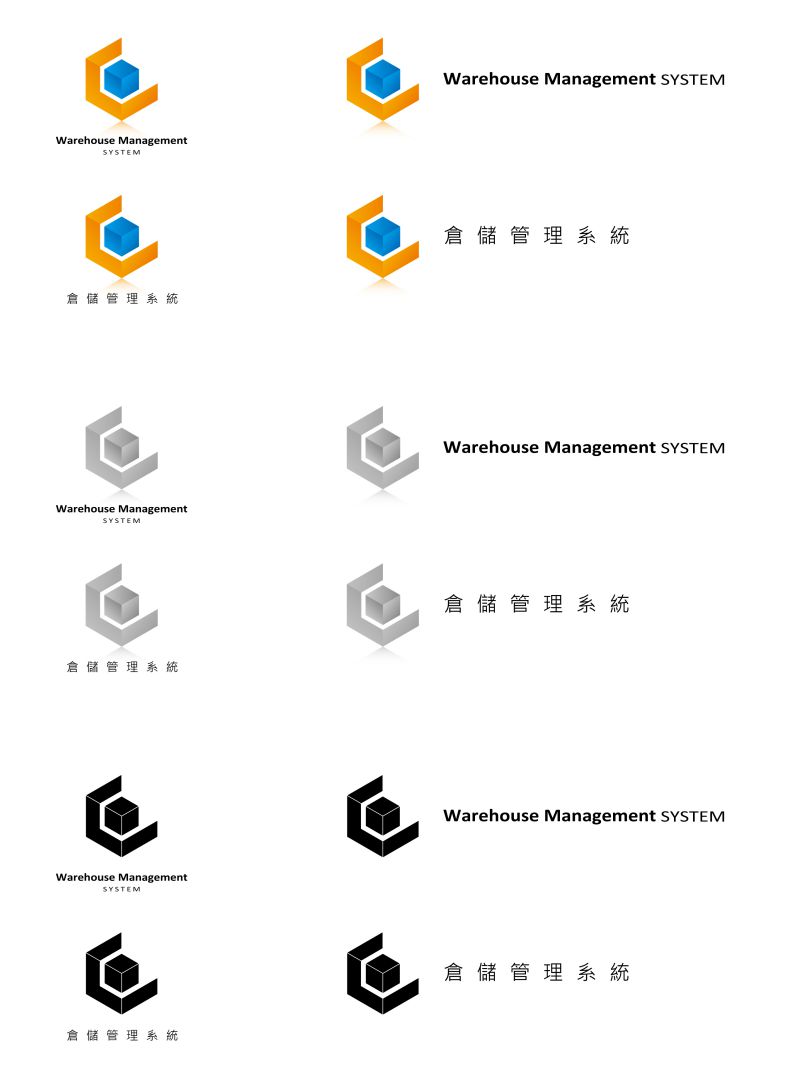 Warehouse Management
SYSTEM
Warehouse Management SYSTEM
倉儲管理系統
倉儲管理系統
Warehouse Management
SYSTEM
Warehouse Management SYSTEM
倉儲管理系統
倉儲管理系統
Warehouse Management
SYSTEM
Warehouse Management SYSTEM
倉儲管理系統
倉儲管理系統